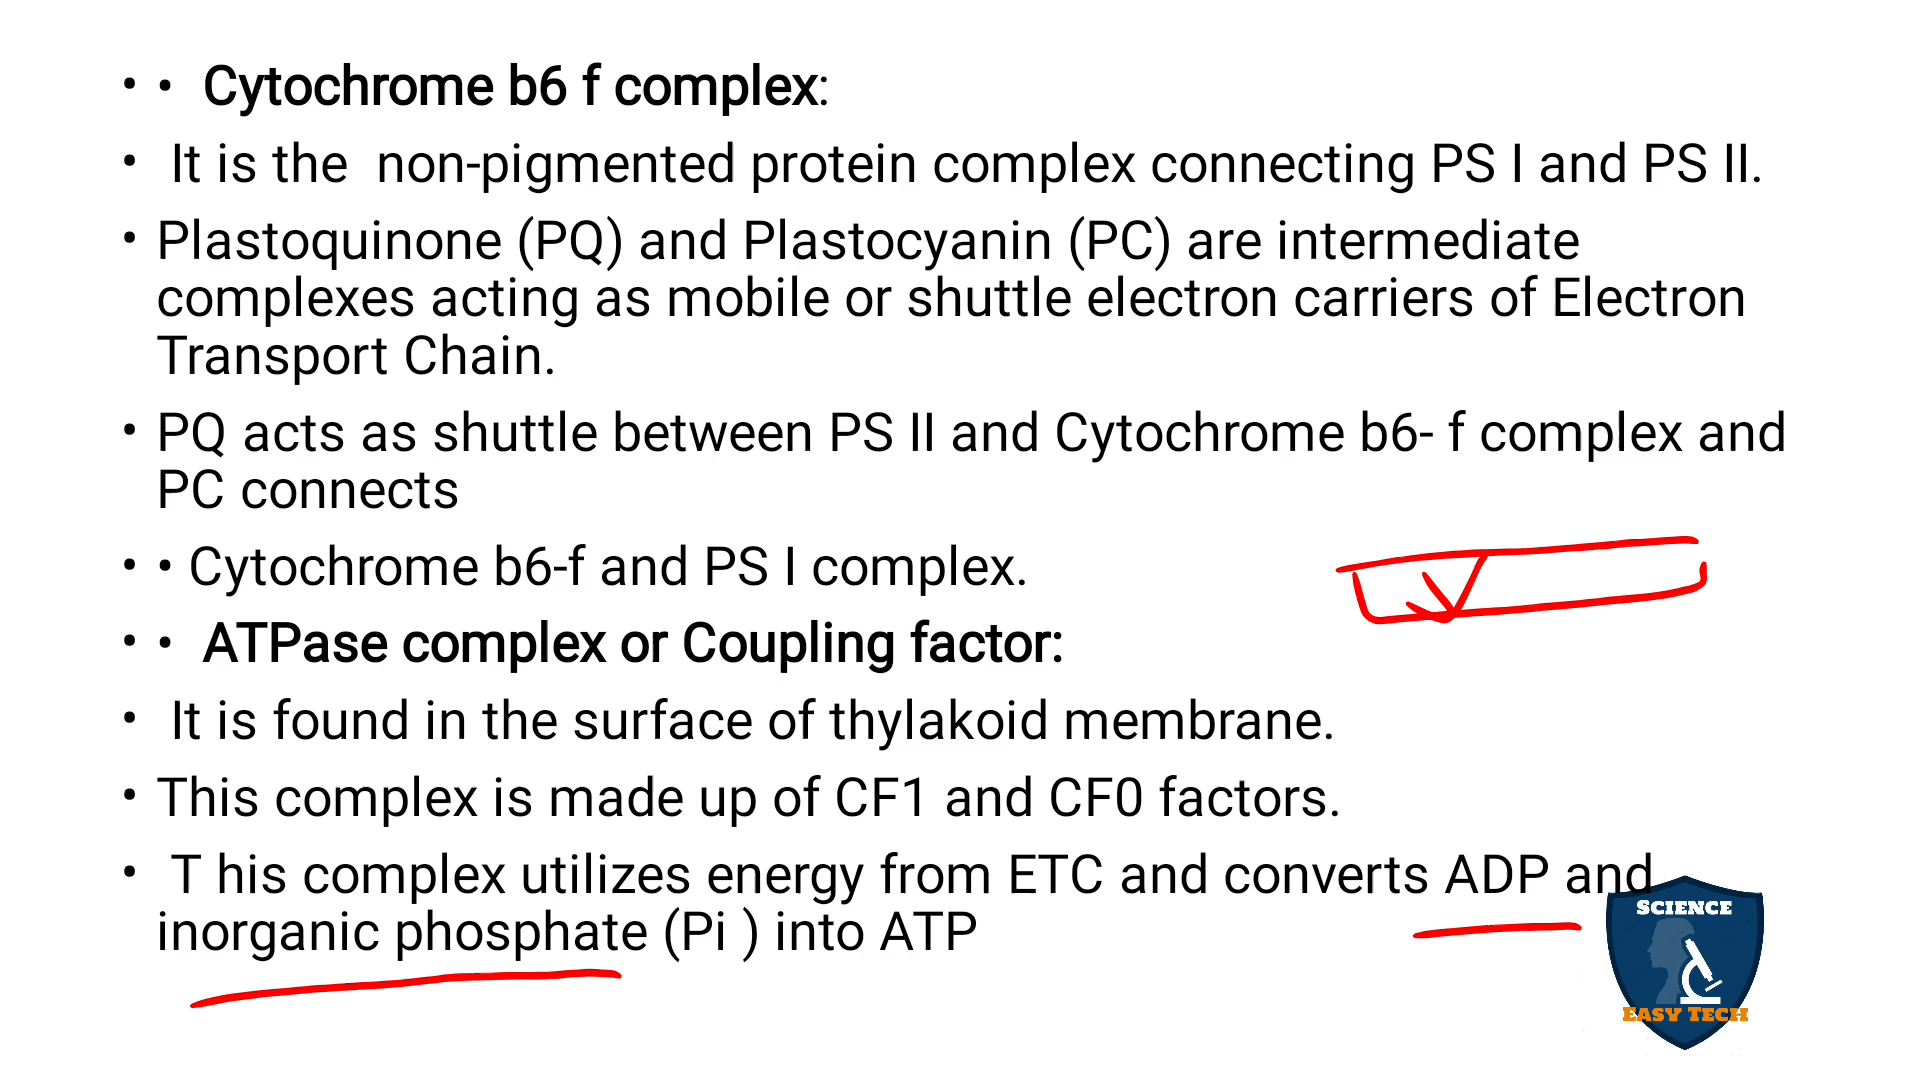 • • Cytochrome b6 f complex:
• It is the non-pigmented protein complex connecting PS I and PS II.
• Plastoquinone (PQ) and Plastocyanin (PC) are intermediate
complexes acting as mobile or shuttle electron carriers of Electron
Transport Chain.
• PQ acts as shuttle between PS II and Cytochrome b6- f complex and
PC connects
• • Cytochrome b6-f and PS I complex.
• • ATPase complex or Coupling factor:
• It is found in the surface of thylakoid membrane.
• This complex is made up of CF1 and CF0 factors.
• T his complex utilizes energy from ETC and converts ADP and
inorganic phosphate (Pi ) into ATP
SCIENCE
EASY TECH